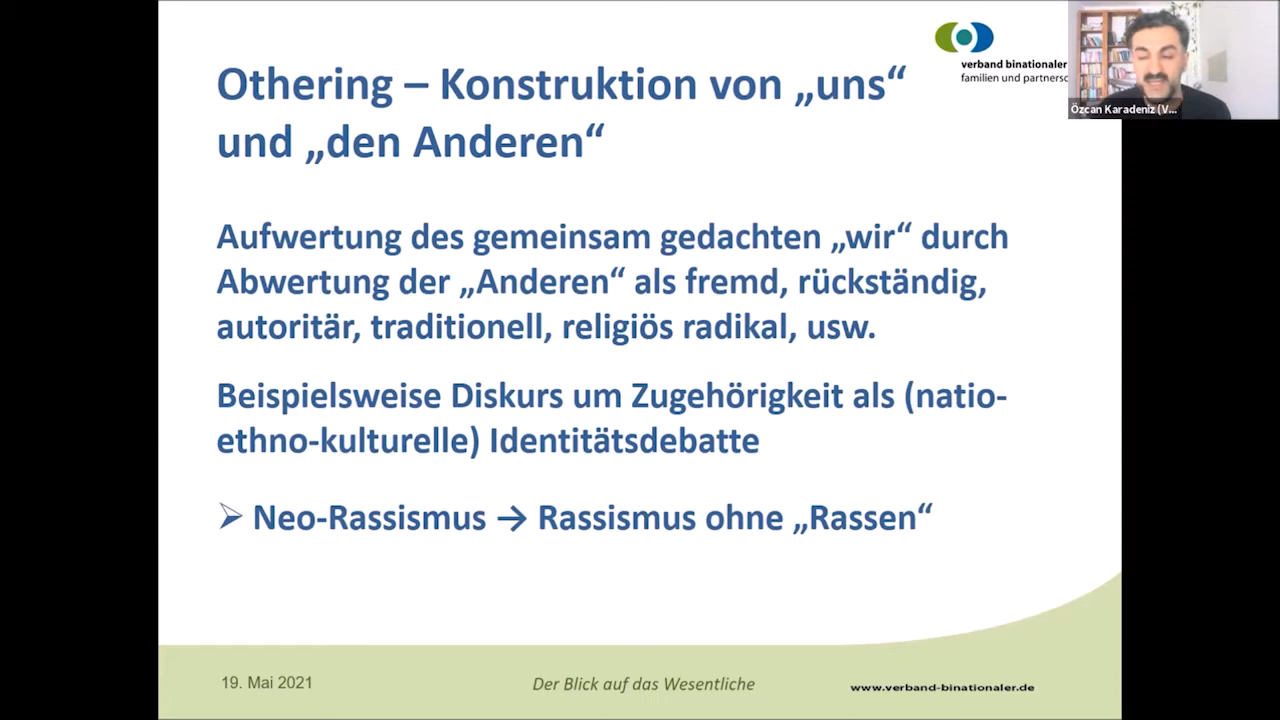 Othering – Konstruktion von „uns“
und „den Anderen“
verband binationaler
familien und partnersc
Özcan Karadeniz (V...
Aufwertung des gemeinsam gedachten „wir“ durch
Abwertung der „Anderen“ als fremd, rückständig,
autoritär, traditionell, religiös radikal, usw.
Beispielsweise Diskurs um Zugehörigkeit als (natio-
ethno-kulturelle) Identitätsdebatte
➢ Neo-Rassismus → Rassismus ohne „Rassen“
19. Mai 2021
Der Blick auf das Wesentliche
www.verband-binationaler.de